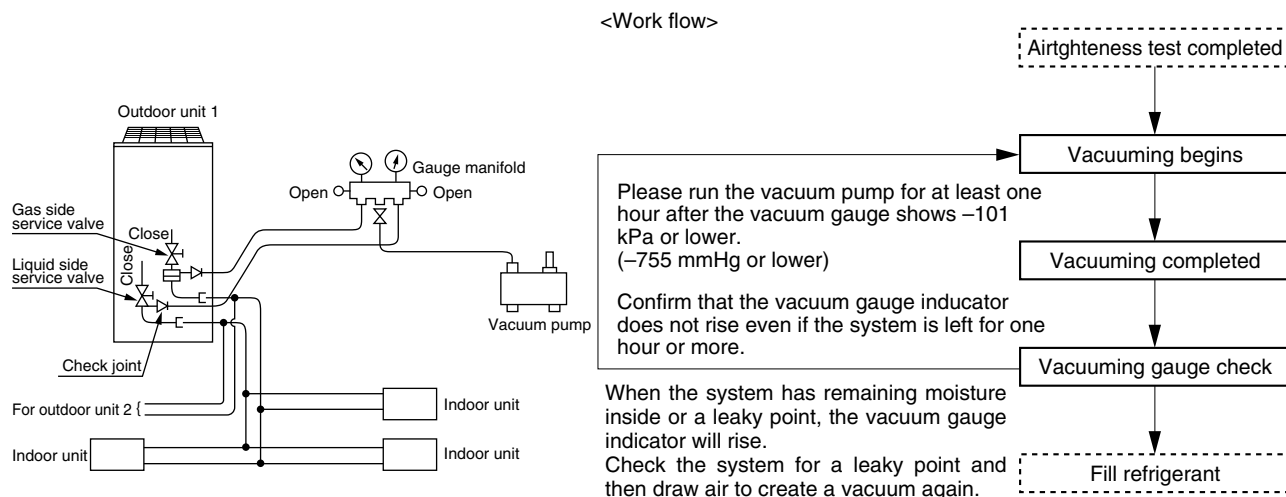 <Work flow>
Airtghteness test completed
Outdoor unit 1
Gauge manifold
Open
Open
Gas side
service valve
Close
Close
Liquid side
service valve
Vacuum pump
Check joint
For outdoor unit 2 {
Indoor unit
Indoor unit
Indoor unit
Vacuuming begins
Please run the vacuum pump for at least one
hour after the vacuum gauge shows –101
kPa or lower.
(–755 mmHg or lower)
Vacuuming completed
Confirm that the vacuum gauge inducator
does not rise even if the system is left for one
hour or more.
Vacuuming gauge check
When the system has remaining moisture
inside or a leaky point, the vacuum gauge
indicator will rise.
Check the system for a leaky point and
then draw air to create a vacuum again.
Fill refrigerant